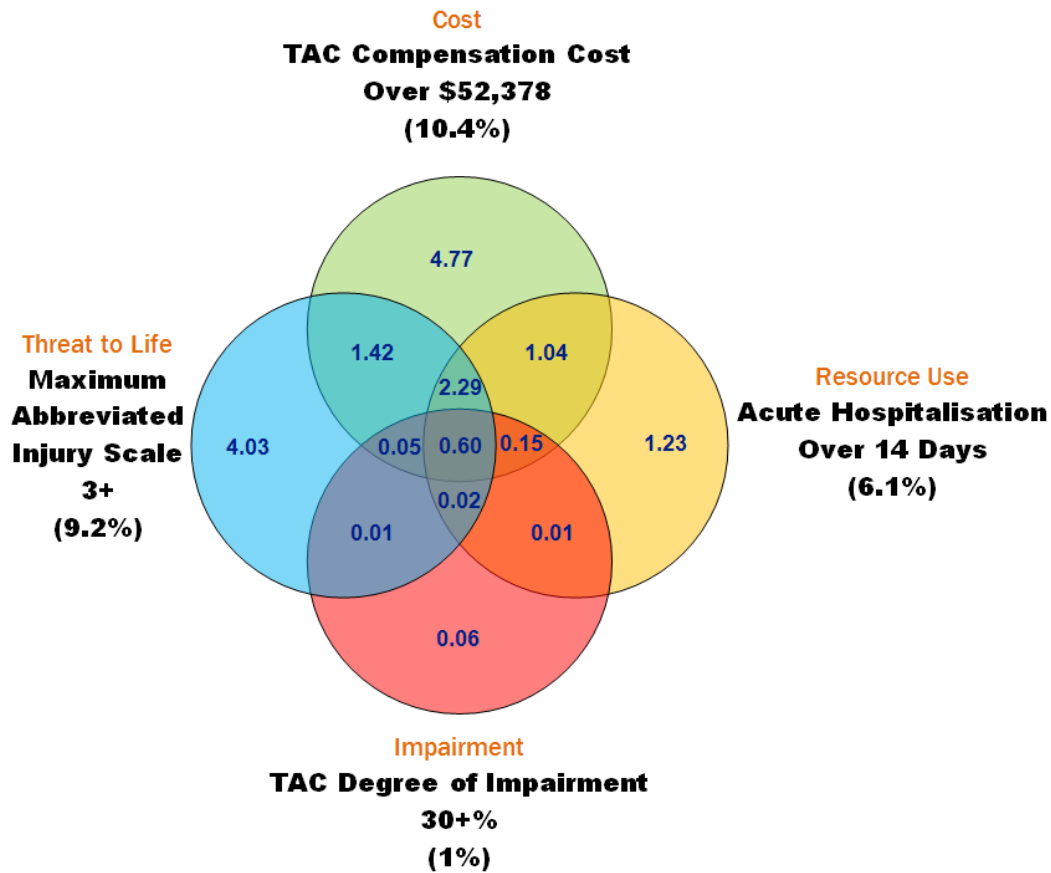 Cost
TAC Compensation Cost
Over $52,378
(10.4%)
4.77
Threat to Life
Maximum
Abbreviated
Injury Scale
3+
(9.2%)
1.42
1.04
2.29
4.03
0.05
0.60
0.15
1.23
0.02
0.01
0.01
0.06
Resource Use
Acute Hospitalisation
Over 14 Days
(6.1%)
Impairment
TAC Degree of Impairment
30+%
(1%)